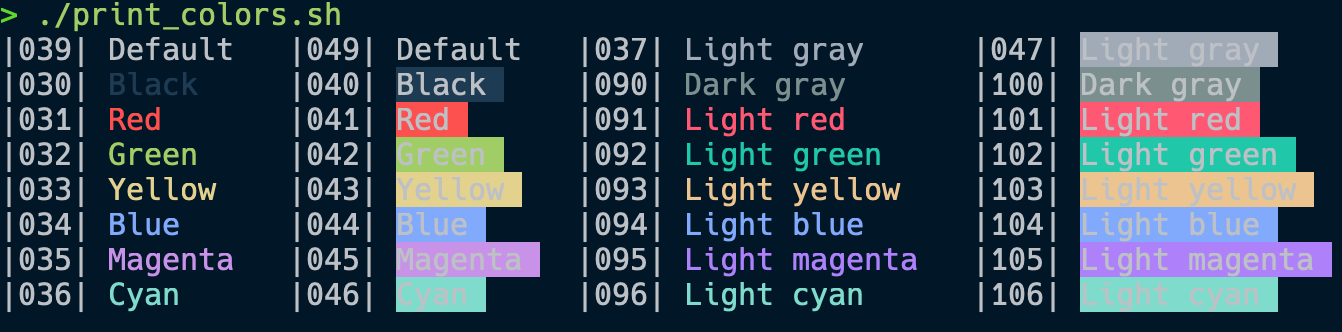 > ./print_colors.sh
|039| Default |049| Default |037| Light gray |047| Light gray
|030| Black |040| Black |090| Dark gray |100| Dark gray
|031| Red |041| Red |091| Light red |101| Light red
|032| Green |042| Green |092| Light green |102| Light green
|033| Yellow |043| Yellow |093| Light yellow |103| Light yellow
|034| Blue |044| Blue |094| Light blue |104| Light blue
|035| Magenta |045| Magenta |095| Light magenta |105| Light magenta
|036| Cyan |046| Cyan |096| Light cyan |106| Light cyan